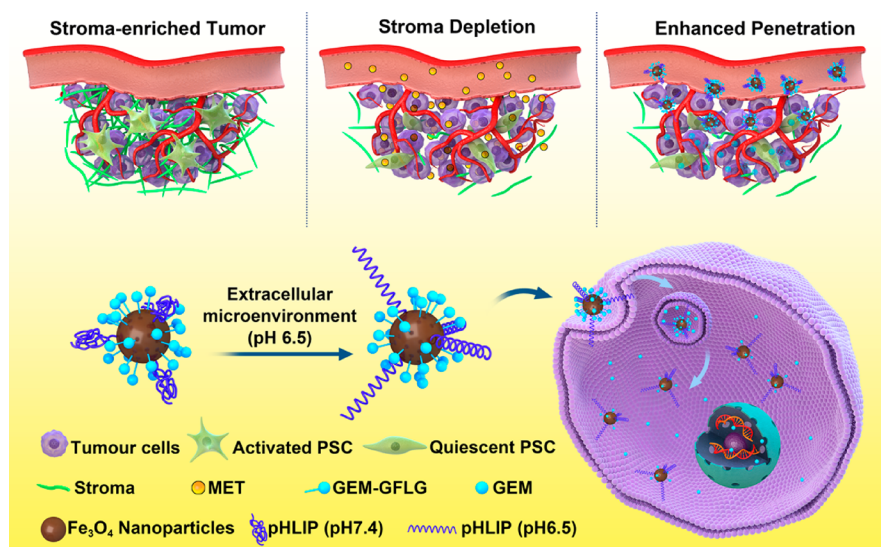 Stroma-enriched Tumor
Stroma Depletion
Enhanced Penetration
Extracellular
microenvironment
(pH 6.5)
Tumour cells
Activated PSC
Quiescent PSC
Stroma
MET
GEM-GFLG
GEM
Fe₃O₄ Nanoparticles
pHLIP (pH7.4)
pHLIP (pH6.5)